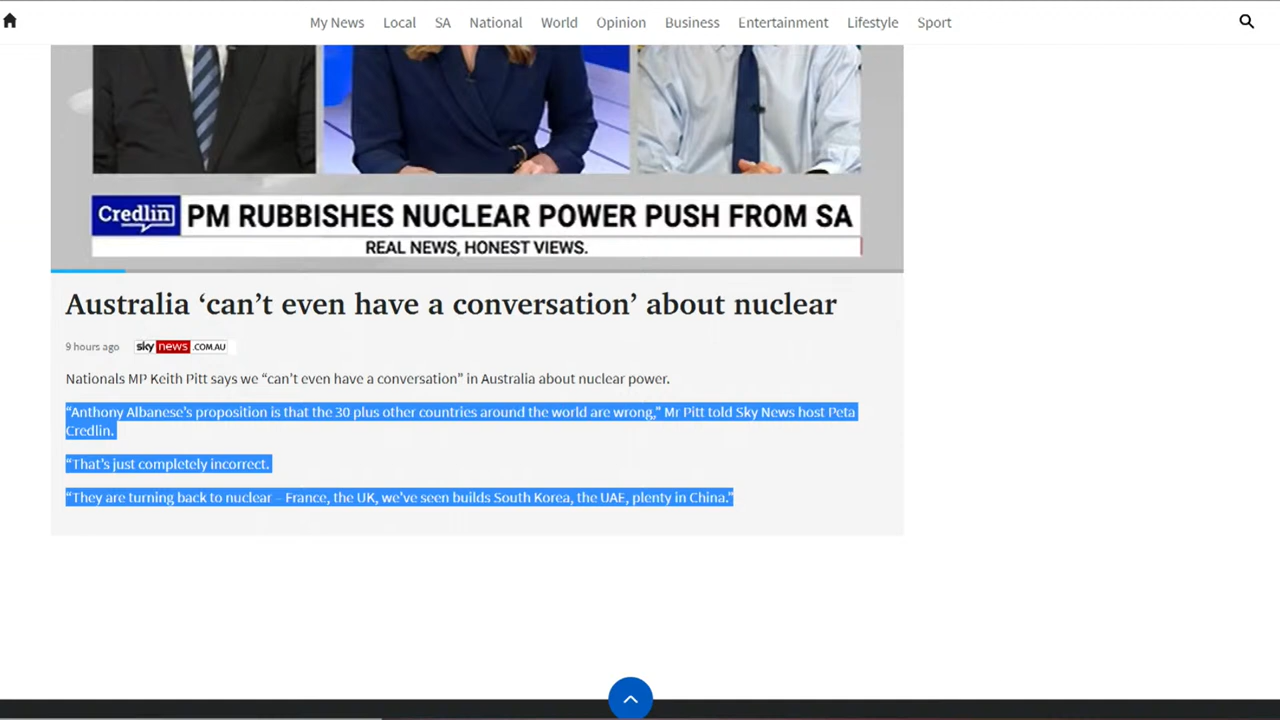 My News Local SA National World Opinion Business Entertainment Lifestyle Sport
Credlin PM RUBBISHES NUCLEAR POWER PUSH FROM SA
REAL NEWS, HONEST VIEWS.
Australia ‘can’t even have a conversation’ about nuclear
9 hours ago sky news .COM.AU
Nationals MP Keith Pitt says we “can’t even have a conversation” in Australia about nuclear power.
“Anthony Albanese’s proposition is that the 30 plus other countries around the world are wrong,” Mr Pitt told Sky News host Peta
Credlin.
“That’s just completely incorrect.
“They are turning back to nuclear – France, the UK, we’ve seen builds South Korea, the UAE, plenty in China.”